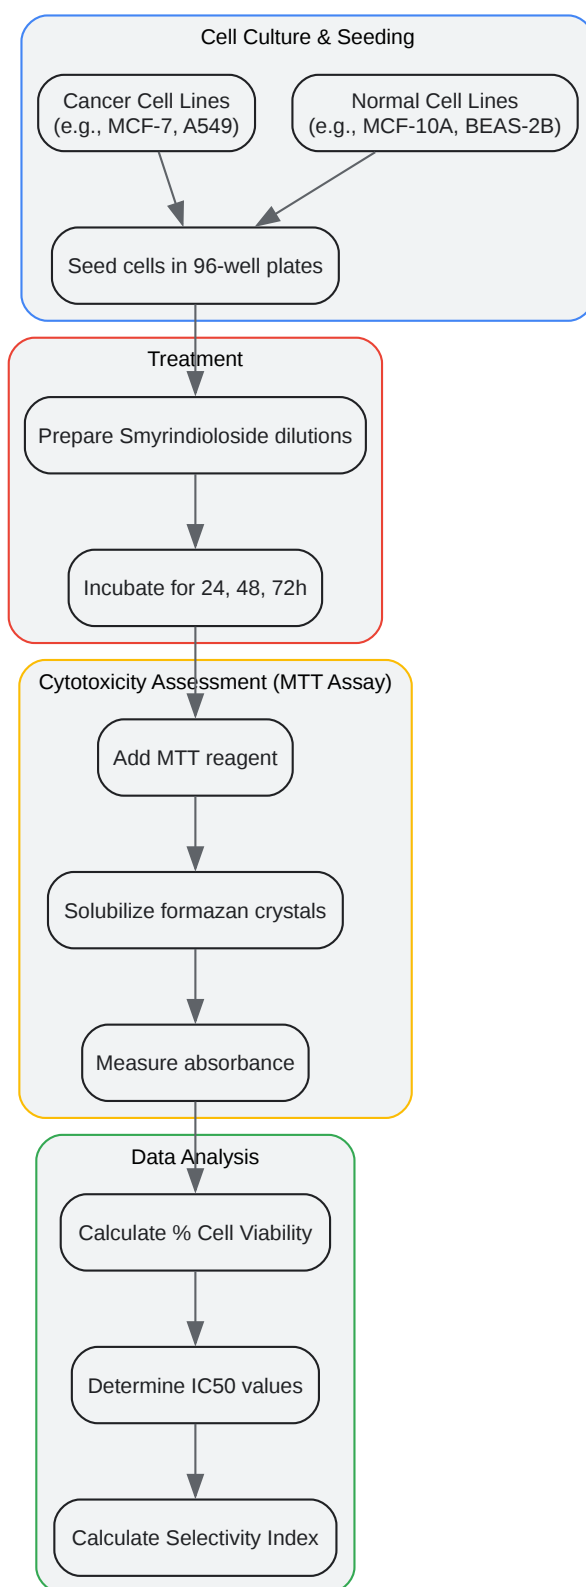 Cell Culture & Seeding
Cancer Cell Lines
(e.g., MCF-7, A549)
Normal Cell Lines
(e.g., MCF-10A, BEAS-2B)
Seed cells in 96-well plates
Treatment
Prepare Smyrindioloside dilutions
Incubate for 24, 48, 72h
Cytotoxicity Assessment (MTT Assay)
Add MTT reagent
Solubilize formazan crystals
Measure absorbance
Data Analysis
Calculate % Cell Viability
Determine IC50 values
Calculate Selectivity Index